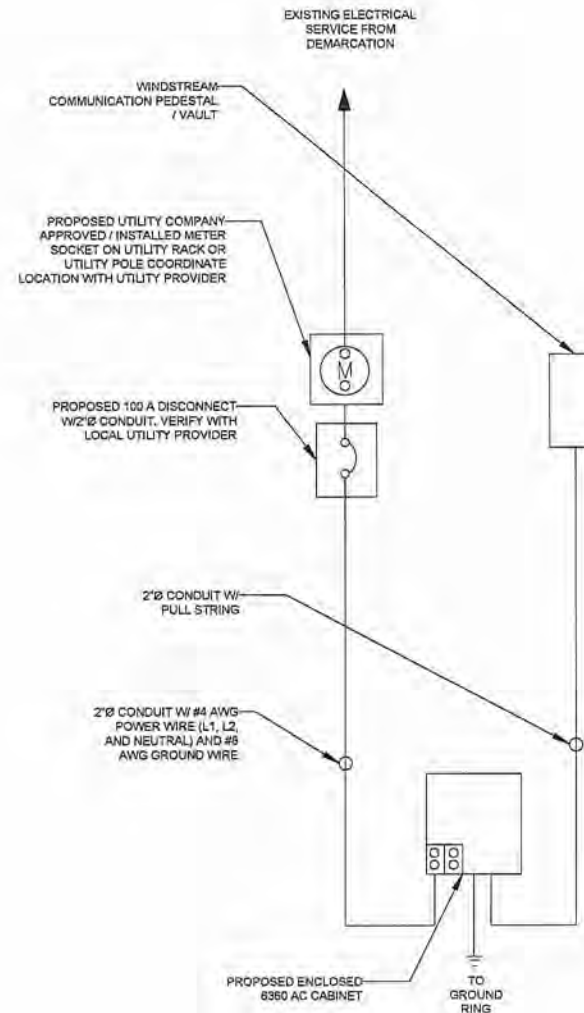 EXISTING ELECTRICAL
SERVICE FROM
DEMARCATION
WINDSTREAM
COMMUNICATION PEDESTAL
/ VAULT
PROPOSED UTILITY COMPANY
APPROVED / INSTALLED METER
SOCKET ON UTILITY RACK OR
UTILITY POLE COORDINATE
LOCATION WITH UTILITY PROVIDER
M
PROPOSED 100 A DISCONNECT
W/2"Ø CONDUIT. VERIFY WITH
LOCAL UTILITY PROVIDER
2"Ø CONDUIT W/
PULL STRING
2"Ø CONDUIT W/ #4 AWG
POWER WIRE (L1, L2,
AND NEUTRAL) AND #8
AWG GROUND WIRE
PROPOSED ENCLOSED
6360 AC CABINET
TO
GROUND
RING